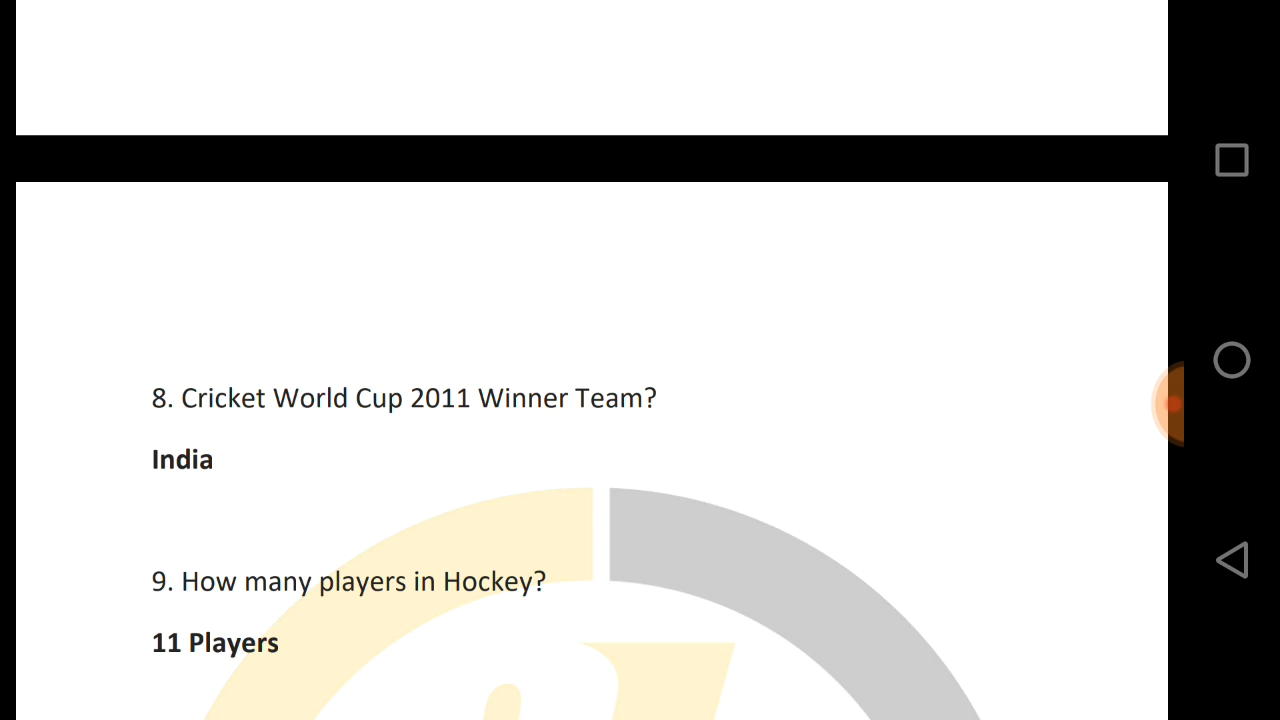 8. Cricket World Cup 2011 Winner Team?
India
9. How many players in Hockey?
11 Players